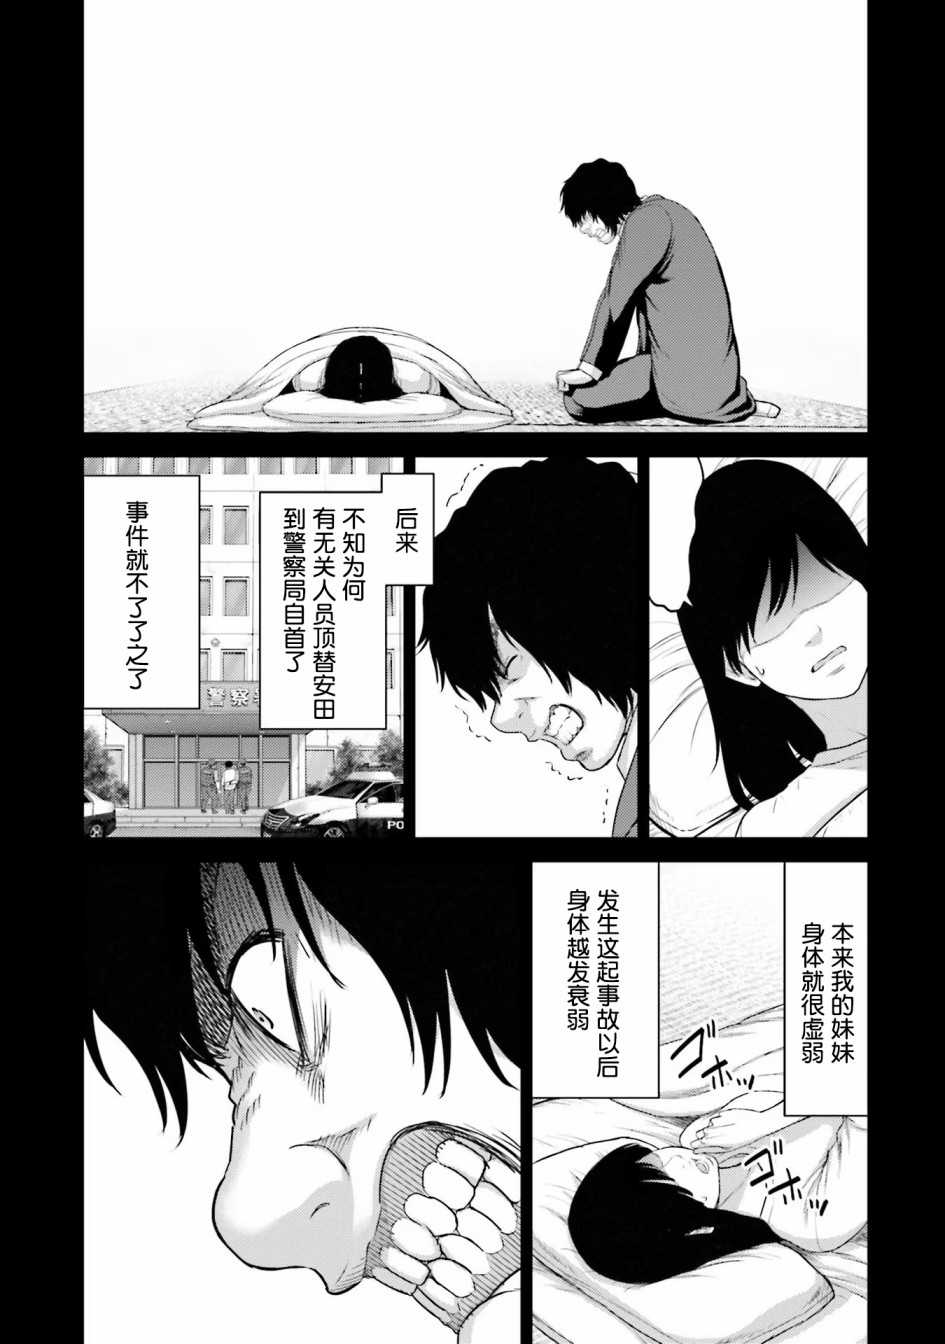 后来
不知为何
有无关人员顶替安田
到警察局自首了
事件就不了了之了
警察
PO
本来我的妹妹
身体就很虚弱
发生这起事故以后
身体越发衰弱
ゴホ
ゴホ